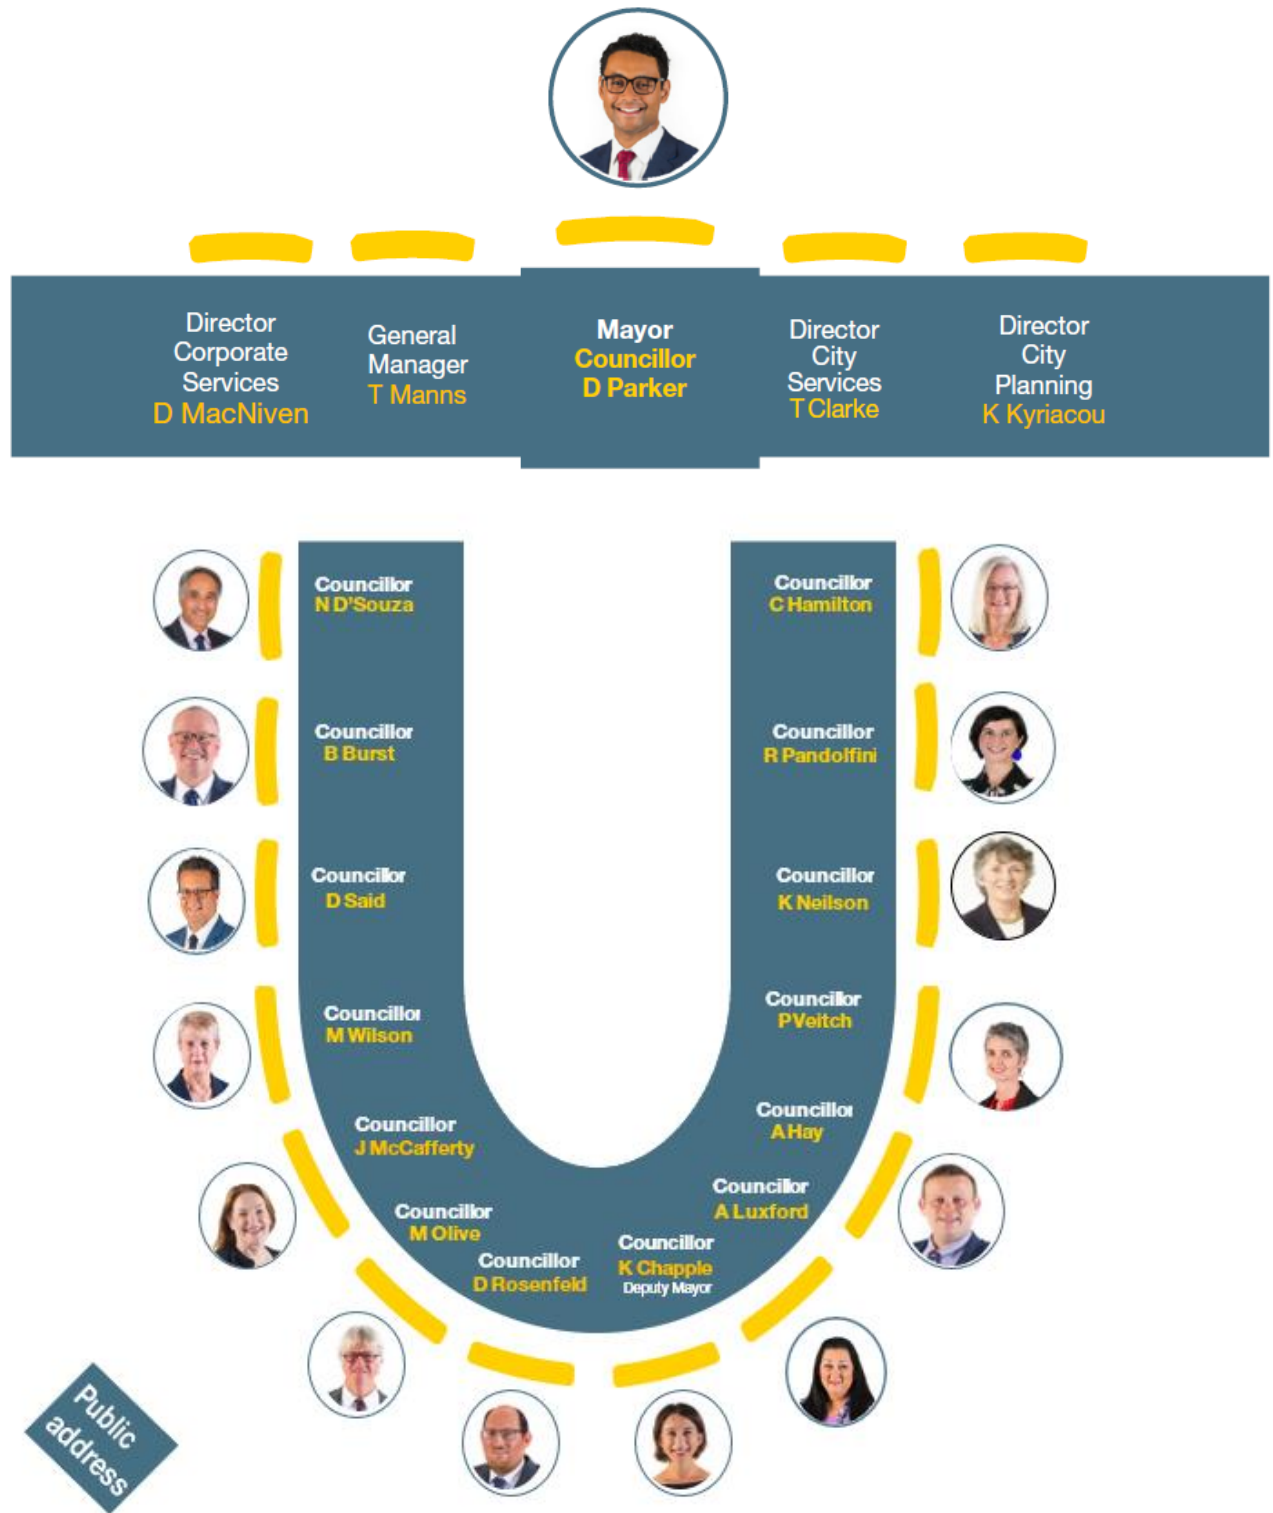 Director
Corporate
Services
D MacNiven
General
Manager
T Manns
Mayor
Councillor
D Parker
Director
City
Services
T Clarke
Director
City
Planning
K Kyriacou
Councillor
N D'Souza
Councillor
C Hamilton
Councillor
B Burst
Councillor
R Pandolfini
Councillor
D Said
Councillor
K Neilson
Councillor
M Wilson
Councillor
P Veitch
Councillor
J McCafferty
Councillor
A Hay
Councillor
M Olive
Councillor
A Luxford
Councillor
D Rosenfeld
Councillor
K Chapple
Deputy Mayor
Public
address